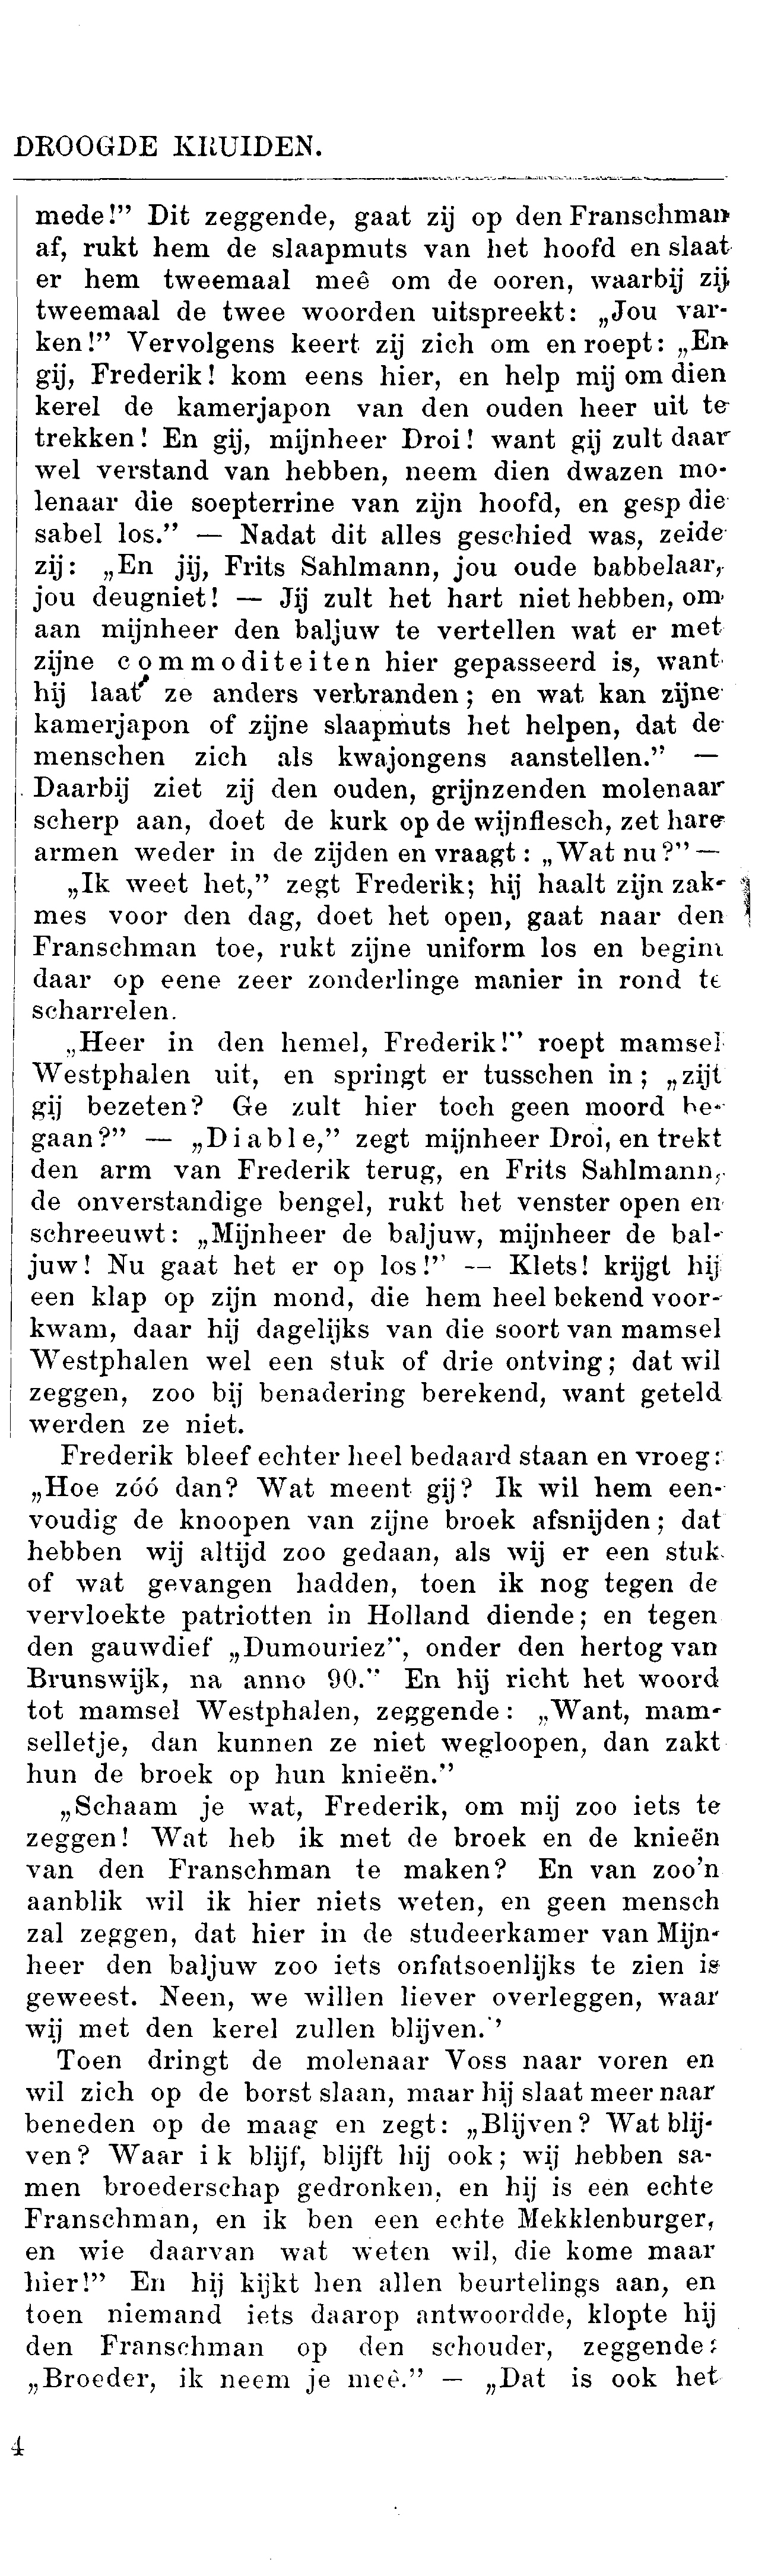 DROOGDE KRUIDEN.
mede!” Dit zeggende, gaat zij op den Franschman
af, rukt hem de slaapmuts van het hoofd en slaat
er hem tweemaal meê om de ooren, waarbij zij
tweemaal de twee woorden uitspreekt: „Jou var-
ken!” Vervolgens keert zij zich om en roept: „En
gij, Frederik! kom eens hier, en help mij om dien
kerel de kamerjapon van den ouden heer uit te
trekken! En gij, mijnheer Droi! want gij zult daar
wel verstand van hebben, neem dien dwazen mo-
lenaar die soepterrine van zijn hoofd, en gesp die
sabel los.” — Nadat dit alles geschied was, zeide
zij: „En jij, Frits Sahlmann, jou oude babbelaar,
jou deugniet! — Jij zult het hart niet hebben, om
aan mijnheer den baljuw te vertellen wat er met
zijne commoditeiten hier gepasseerd is, want
hij laat ze anders verbranden; en wat kan zijne
kamerjapon of zijne slaapmuts het helpen, dat de
menschen zich als kwajongens aanstellen.” —
Daarbij ziet zij den ouden, grijnzenden molenaar
scherp aan, doet de kurk op de wijnflesch, zet hare
armen weder in de zijden en vraagt: „Wat nu?” —
„Ik weet het,” zegt Frederik; hij haalt zijn zak-
mes voor den dag, doet het open, gaat naar den
Franschman toe, rukt zijne uniform los en begint
daar op eene zeer zonderlinge manier in rond te
scharrelen.
„Heer in den hemel, Frederik!” roept mamsel
Westphalen uit, en springt er tusschen in; „zijt
gij bezeten? Ge zult hier toch geen moord be-
gaan?” — „Diable,” zegt mijnheer Droi, en trekt
den arm van Frederik terug, en Frits Sahlmann,
de onverstandige bengel, rukt het venster open en
schreeuwt: „Mijnheer de baljuw, mijnheer de bal-
juw! Nu gaat het er op los!” — Klets! krijgt hij
een klap op zijn mond, die hem heel bekend voor-
kwam, daar hij dagelijks van die soort van mamsel
Westphalen wel een stuk of drie ontving; dat wil
zeggen, zoo bij benadering berekend, want geteld
werden ze niet.
Frederik bleef echter heel bedaard staan en vroeg:
„Hoe zóó dan? Wat meent gij? Ik wil hem een-
voudig de knoopen van zijne broek afsnijden; dat
hebben wij altijd zoo gedaan, als wij er een stuk
of wat gevangen hadden, toen ik nog tegen de
vervloekte patriotten in Holland diende; en tegen
den gauwdief „Dumouriez”, onder den hertog van
Brunswijk, na anno 90.” En hij richt het woord
tot mamsel Westphalen, zeggende: „Want, mam-
selletje, dan kunnen ze niet wegloopen, dan zakt
hun de broek op hun knieën.”
„Schaam je wat, Frederik, om mij zoo iets te
zeggen! Wat heb ik met de broek en de knieën
van den Franschman te maken? En van zoo’n
aanblik wil ik hier niets weten, en geen mensch
zal zeggen, dat hier in de studeerkamer van Mijn-
heer den baljuw zoo iets onfatsoenlijks te zien is
geweest. Neen, we willen liever overleggen, waar
wij met den kerel zullen blijven.”
Toen dringt de molenaar Voss naar voren en
wil zich op de borst slaan, maar hij slaat meer naar
beneden op de maag en zegt: „Blijven? Wat blij-
ven? Waar ik blijf, blijft hij ook; wij hebben sa-
men broederschap gedronken, en hij is een echte
Franschman, en ik ben een echte Mekklenburger,
en wie daarvan wat weten wil, die kome maar
hier!” En hij kijkt hen allen beurtelings aan, en
toen niemand iets daarop antwoordde, klopte hij
den Franschman op den schouder, zeggende:
„Broeder, ik neem je meê.” — „Dat is ook het
4